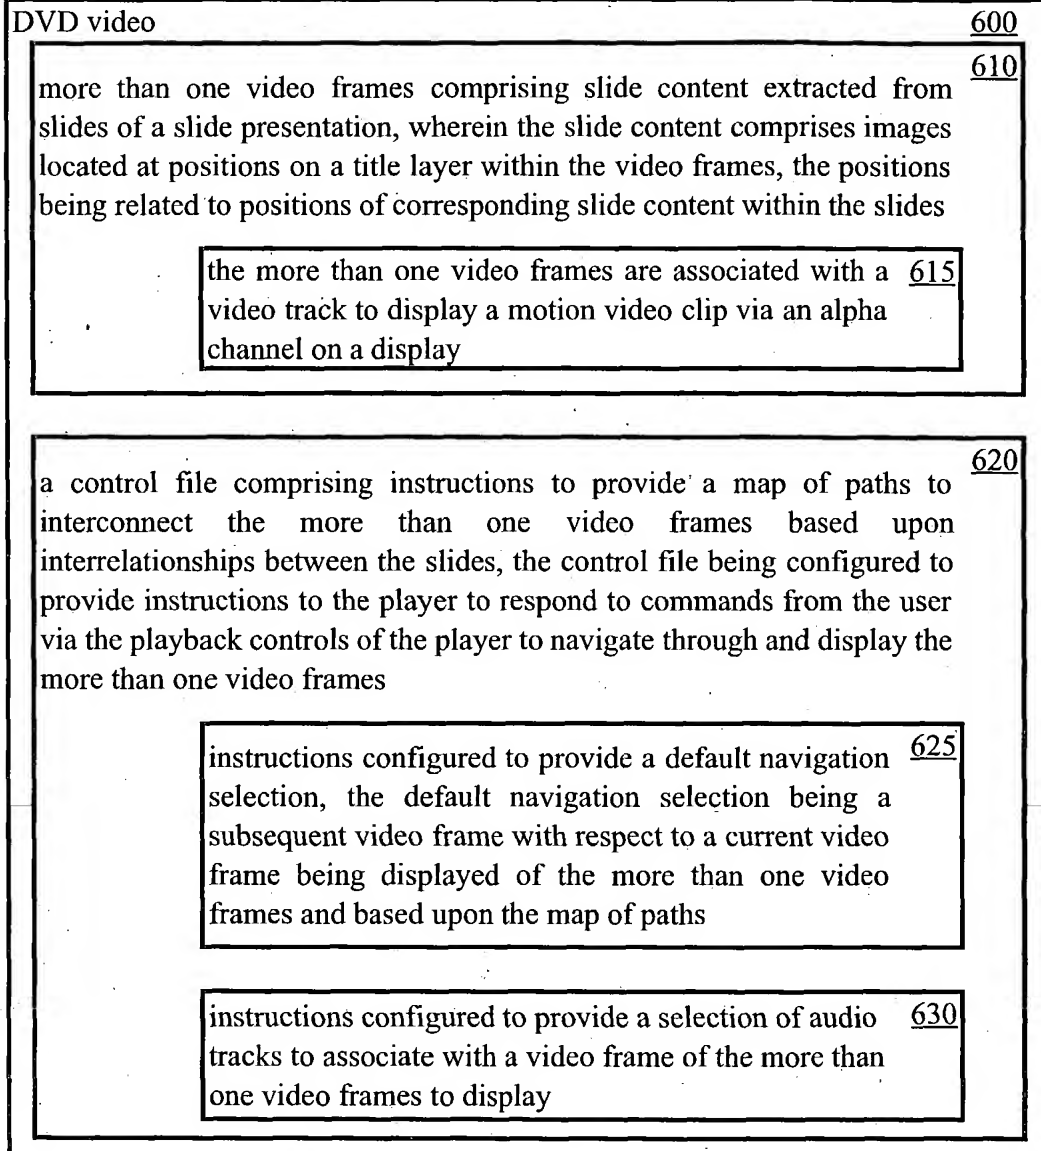 DVD video 600
610
more than one video frames comprising slide content extracted from
slides of a slide presentation, wherein the slide content comprises images
located at positions on a title layer within the video frames, the positions
being related to positions of corresponding slide content within the slides
the more than one video frames are associated with a 615
video track to display a motion video clip via an alpha
channel on a display
620
a control file comprising instructions to provide a map of paths to
interconnect the more than one video frames based upon
interrelationships between the slides, the control file being configured to
provide instructions to the player to respond to commands from the user
via the playback controls of the player to navigate through and display the
more than one video frames
625
instructions configured to provide a default navigation
selection, the default navigation selection being a
subsequent video frame with respect to a current video
frame being displayed of the more than one video
frames and based upon the map of paths
instructions configured to provide a selection of audio 630
tracks to associate with a video frame of the more than
one video frames to display